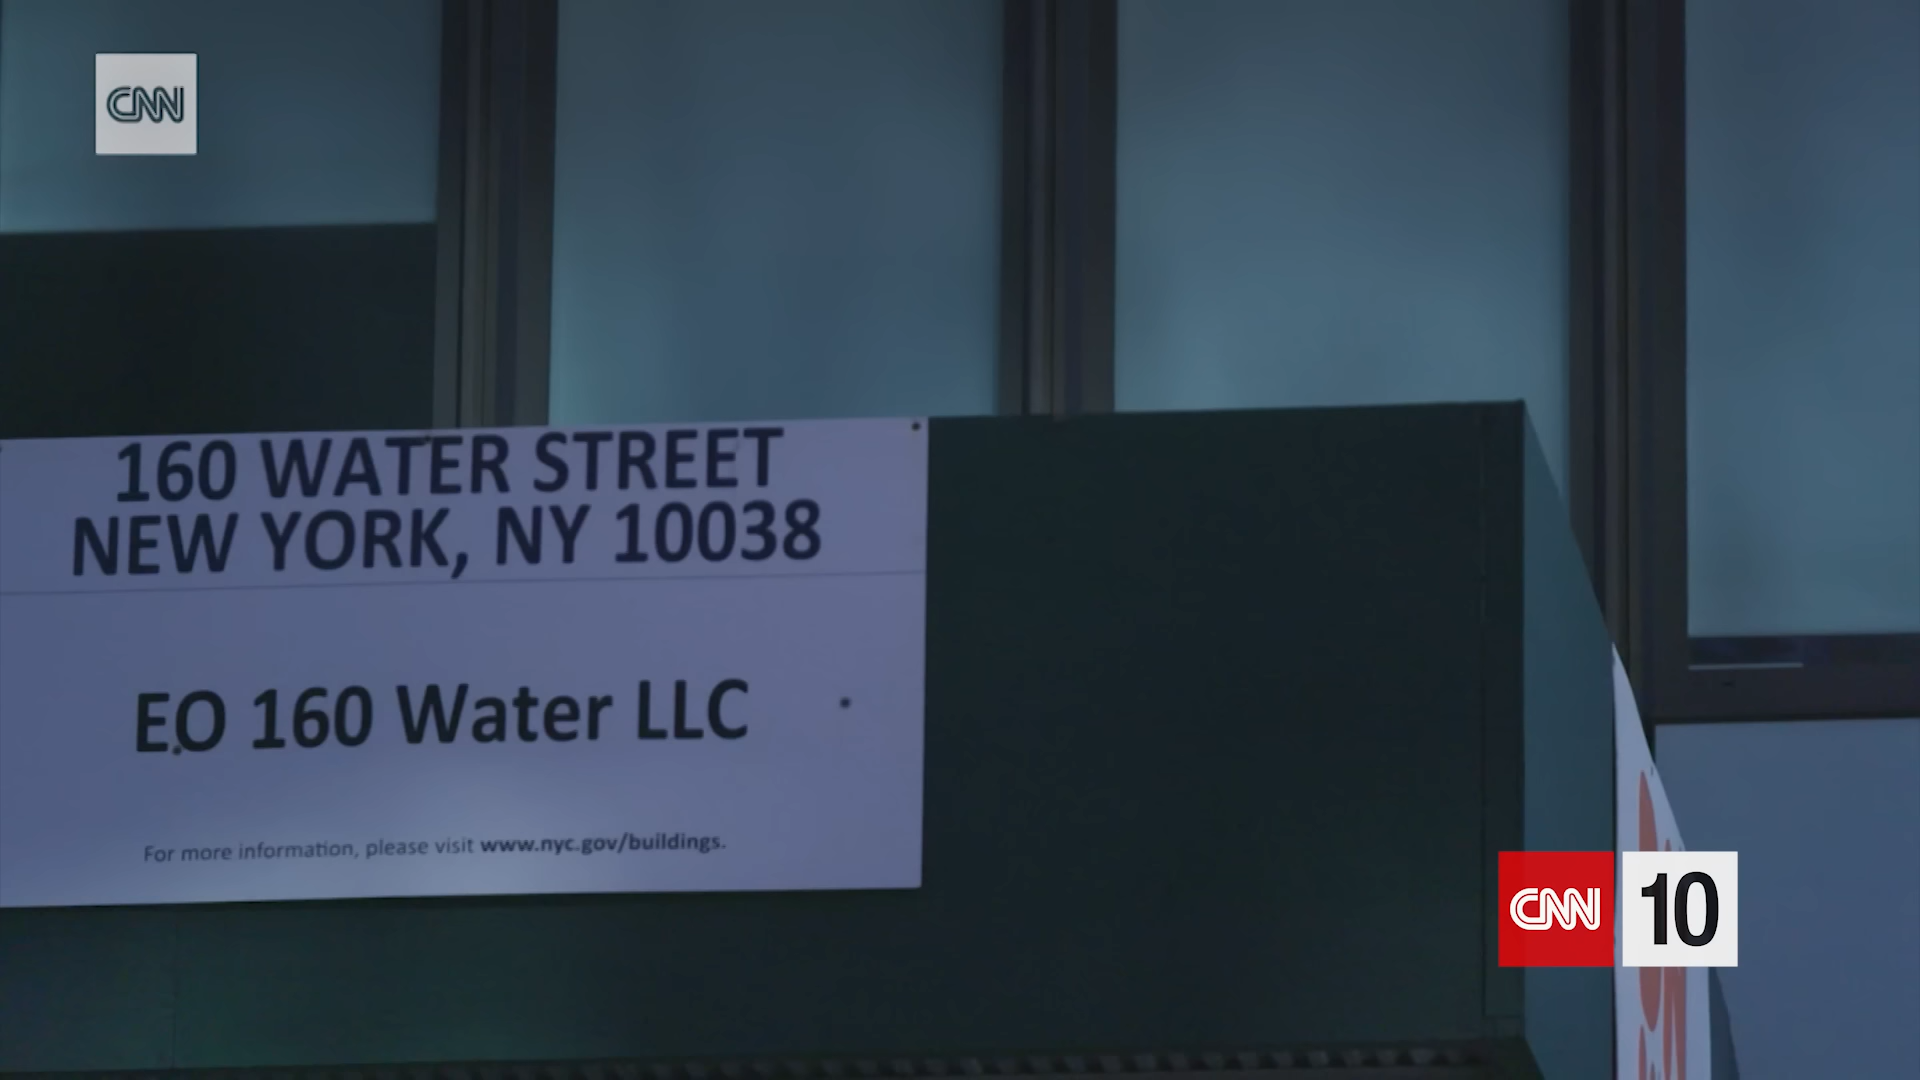 CNN
160 WATER STREET
NEW YORK, NY 10038
EO 160 Water LLC
For more information, please visit www.nyc.gov/buildings.
CNN 10